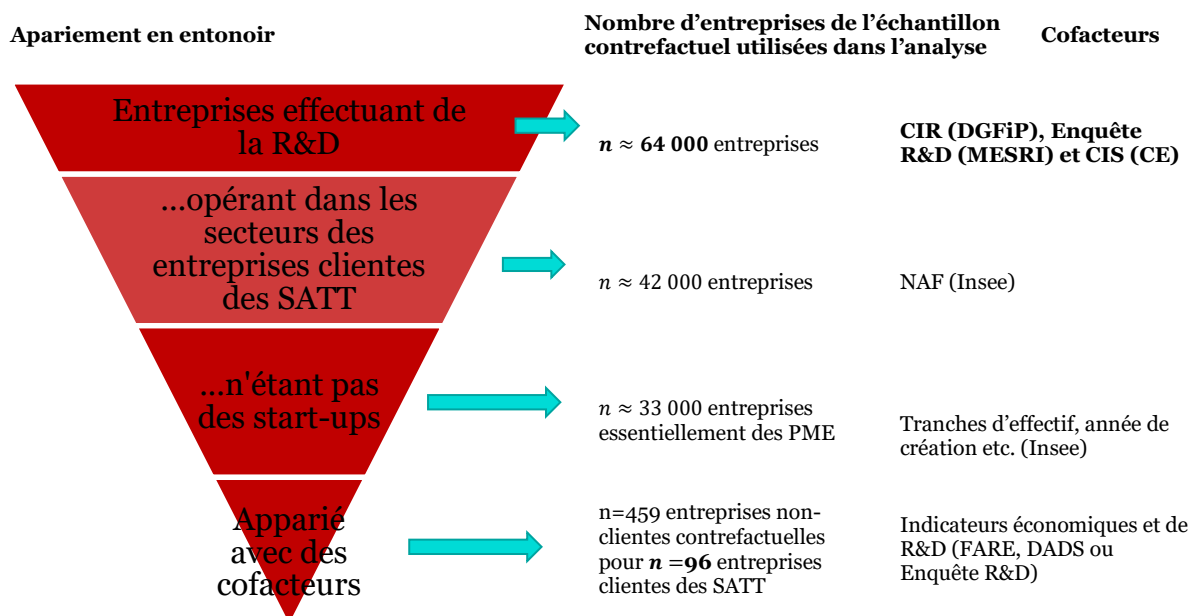 Apariement en entonoir
Nombre d'entreprises de l'échantillon
contrefactuel utilisées dans l'analyse
Cofacteurs
Entreprises effectuant de
la R&D
n ≈ 64 000 entreprises
CIR (DGFiP), Enquête
R&D (MESRI) et CIS (CE)
...opérant dans les
secteurs des
entreprises clientes
des SATT
n ≈ 42 000 entreprises
NAF (Insee)
...n'étant pas
des start-ups
n ≈ 33 000 entreprises
essentiellement des PME
Tranches d'effectif, année de
création etc. (Insee)
Apparié
avec des
cofacteurs
n=459 entreprises non-
clientes contrefactuelles
pour n =96 entreprises
clientes des SATT
Indicateurs économiques et de
R&D (FARE, DADS ou
Enquête R&D)